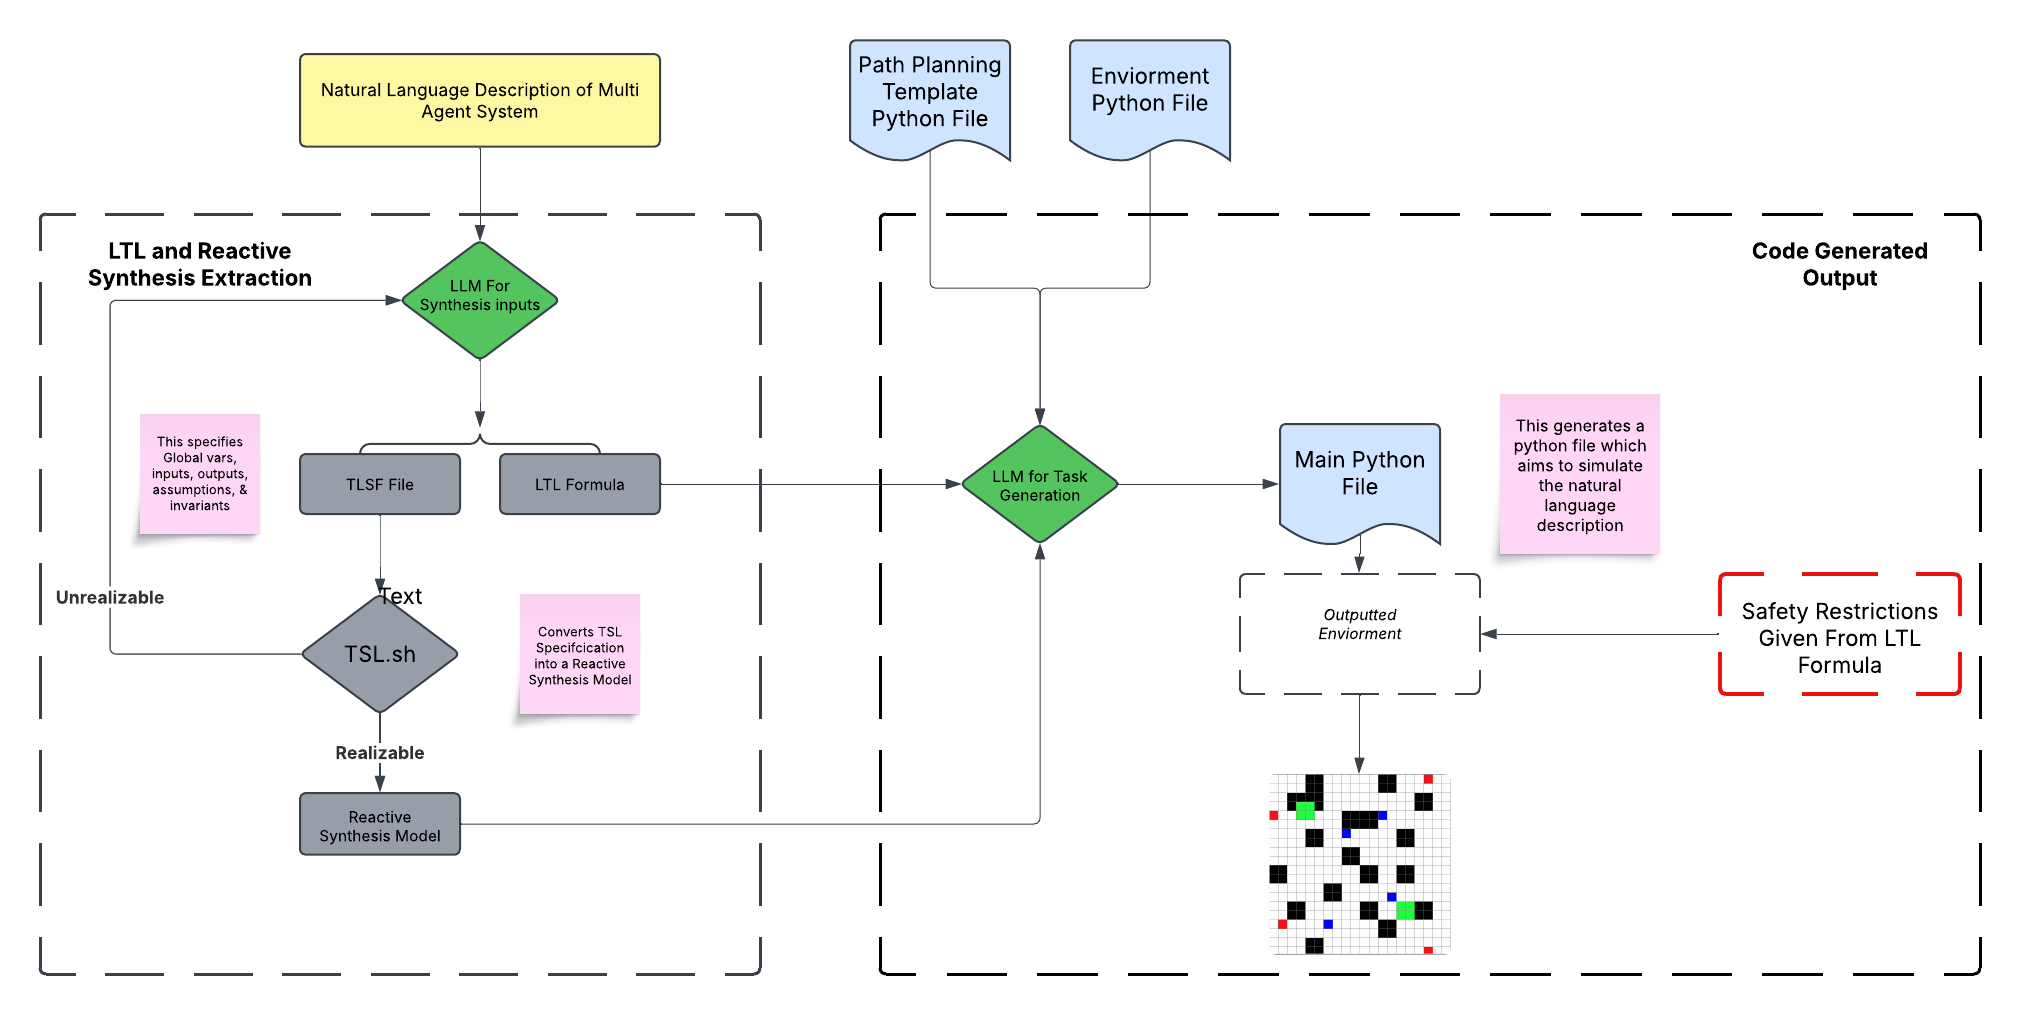 Natural Language Description of Multi
Agent System
Path Planning
Template
Python File
Enviorment
Python File
LTL and Reactive
Synthesis Extraction
Code Generated
Output
LLM For
Synthesis inputs
This specifies
Global vars,
inputs, outputs,
assumptions, &
invariants
TLSF File
LTL Formula
LLM for Task
Generation
Main Python
File
This generates a
python file which
aims to simulate
the natural
language
description
Unrealizable
Text
TSL.sh
Converts TSL
Specifcication
into a Reactive
Synthesis Model
Outputted
Enviorment
Safety Restrictions
Given From LTL
Formula
Realizable
Reactive
Synthesis Model